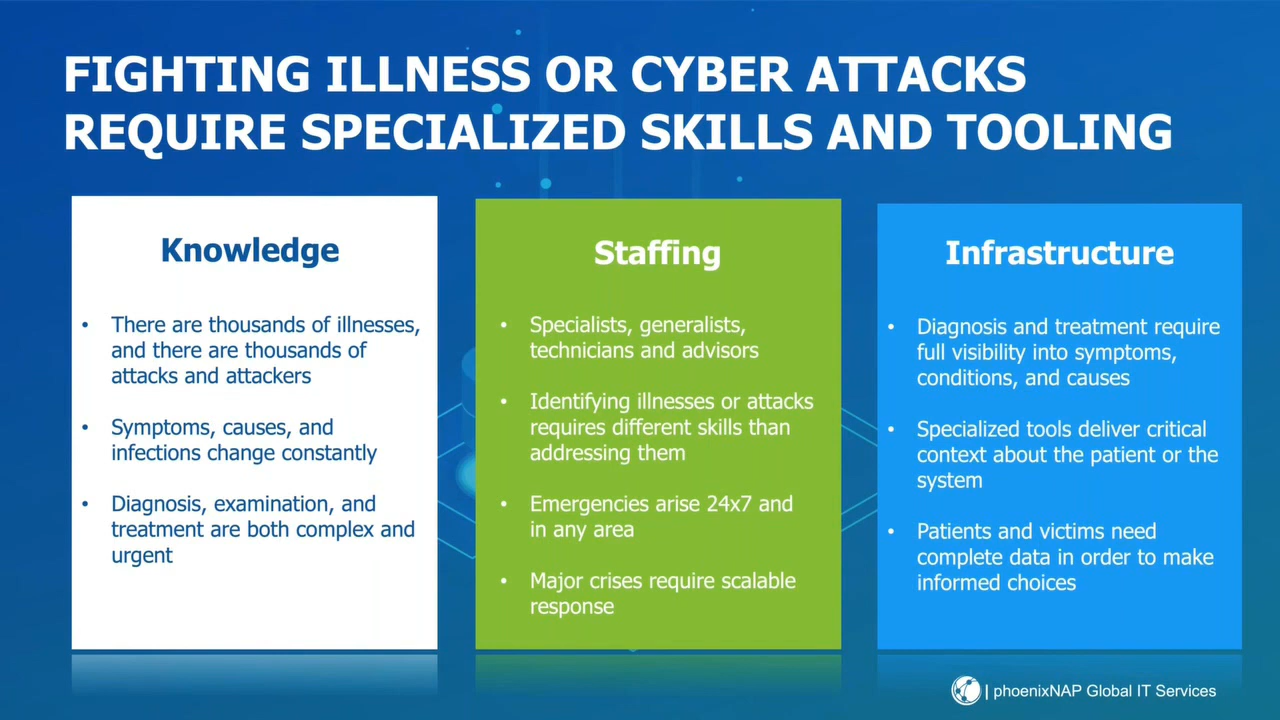 FIGHTING ILLNESS OR CYBER ATTACKS
REQUIRE SPECIALIZED SKILLS AND TOOLING
Knowledge
• There are thousands of illnesses,
and there are thousands of
attacks and attackers
• Symptoms, causes, and
infections change constantly
• Diagnosis, examination, and
treatment are both complex and
urgent
Staffing
• Specialists, generalists,
technicians and advisors
• Identifying illnesses or attacks
requires different skills than
addressing them
• Emergencies arise 24x7 and
in any area
• Major crises require scalable
response
Infrastructure
• Diagnosis and treatment require
full visibility into symptoms,
conditions, and causes
• Specialized tools deliver critical
context about the patient or the
system
• Patients and victims need
complete data in order to make
informed choices
| phoenixNAP Global IT Services